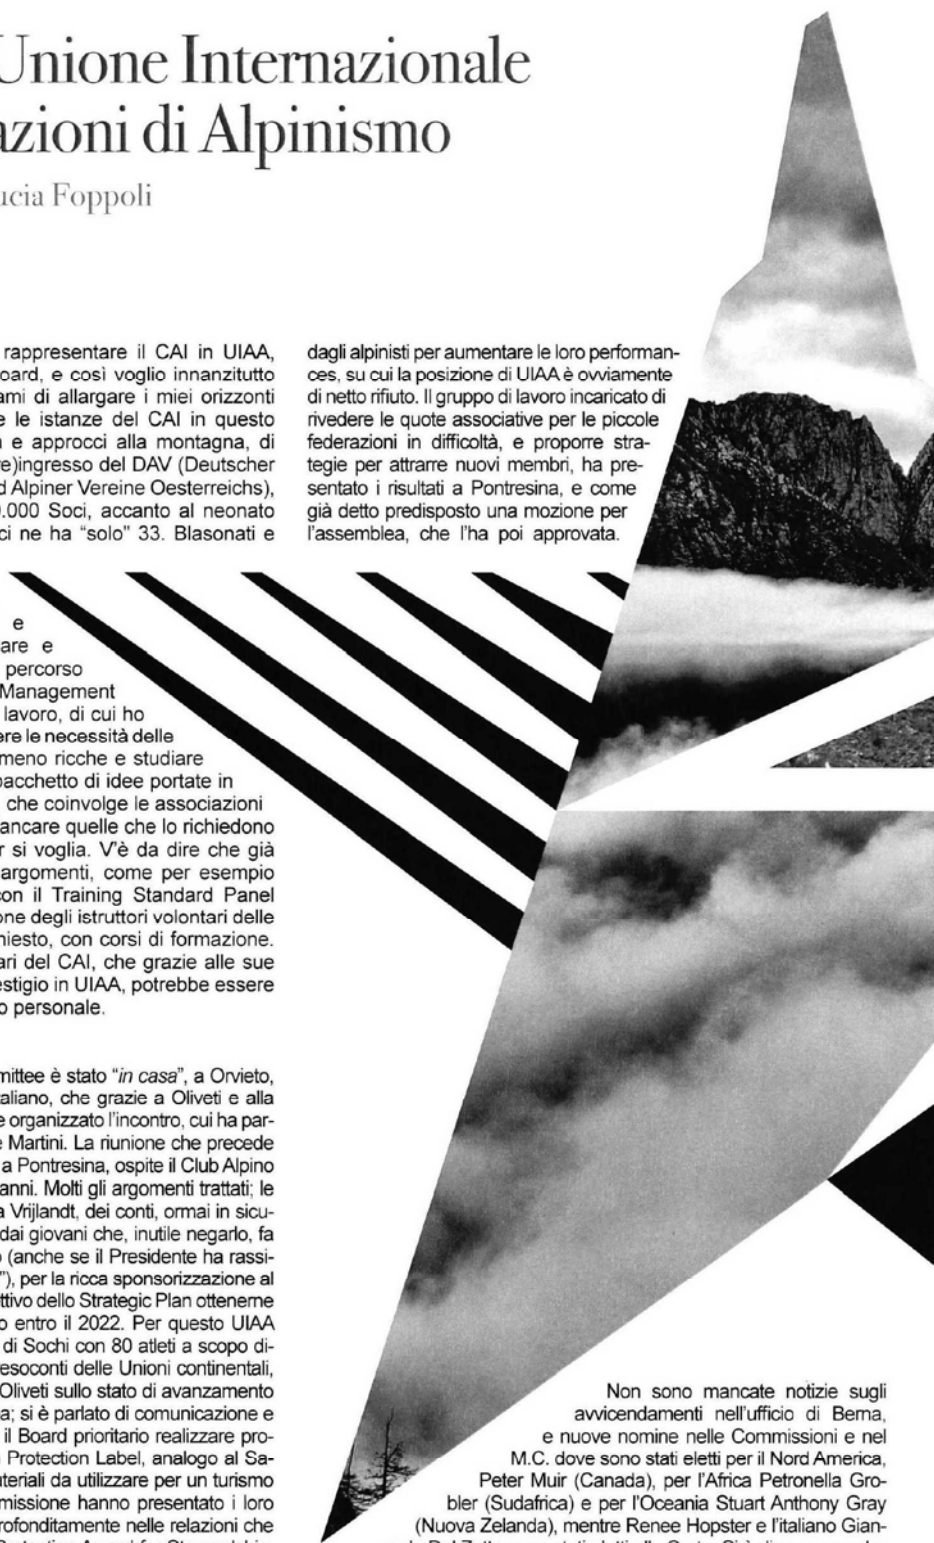 Unione Internazionale
azioni di Alpinismo
ucia Foppoli
rappresentare il CAI in UIAA,
oard, e così voglio innanzitutto
ami di allargare i miei orizzonti
e le istanze del CAI in questo
e approcci alla montagna, di
re)ingresso del DAV (Deutscher
d Alpiner Vereine Oesterreichs),
0.000 Soci, accanto al neonato
ci ne ha “solo” 33. Blasonati e
e
are e
percorso
Management
lavoro, di cui ho
ere le necessità delle
meno ricche e studiare
pacchetto di idee portate in
che coinvolge le associazioni
ancare quelle che lo richiedono
r si voglia. V'è da dire che già
argomenti, come per esempio
con il Training Standard Panel
one degli istruttori volontari delle
hiesto, con corsi di formazione.
ari del CAI, che grazie alle sue
estigio in UIAA, potrebbe essere
o personale.
mittee è stato “in casa”, a Orvieto,
taliano, che grazie a Oliveti e alla
e organizzato l'incontro, cui ha par-
e Martini. La riunione che precede
a Pontresina, ospite il Club Alpino
anni. Molti gli argomenti trattati; le
a Vrijlandt, dei conti, ormai in sicu-
dai giovani che, inutile negarlo, fa
o (anche se il Presidente ha rassi-
”), per la ricca sponsorizzazione al
ttivo dello Strategic Plan ottenerne
o entro il 2022. Per questo UIAA
di Sochi con 80 atleti a scopo di-
esoconti delle Unioni continentali,
Oliveti sullo stato di avanzamento
a; si è parlato di comunicazione e
il Board prioritario realizzare pro-
Protection Label, analogo al Sa-
ateriali da utilizzare per un turismo
missione hanno presentato i loro
rofonditamente nelle relazioni che
dagli alpinisti per aumentare le loro performan-
ces, su cui la posizione di UIAA è ovviamente
di netto rifiuto. Il gruppo di lavoro incaricato di
rivedere le quote associative per le piccole
federazioni in difficoltà, e proporre stra-
tegie per attrarre nuovi membri, ha pre-
sentato i risultati a Pontresina, e come
già detto predisposto una mozione per
l'assemblea, che l'ha poi approvata.
Non sono mancate notizie sugli
avvicendamenti nell'ufficio di Berna,
e nuove nomine nelle Commissioni e nel
M.C. dove sono stati eletti per il Nord America,
Peter Muir (Canada), per l'Africa Petronella Gro-
bler (Sudafrica) e per l'Oceania Stuart Anthony Gray
(Nuova Zelanda), mentre Renee Hopster e l'italiano Gian-